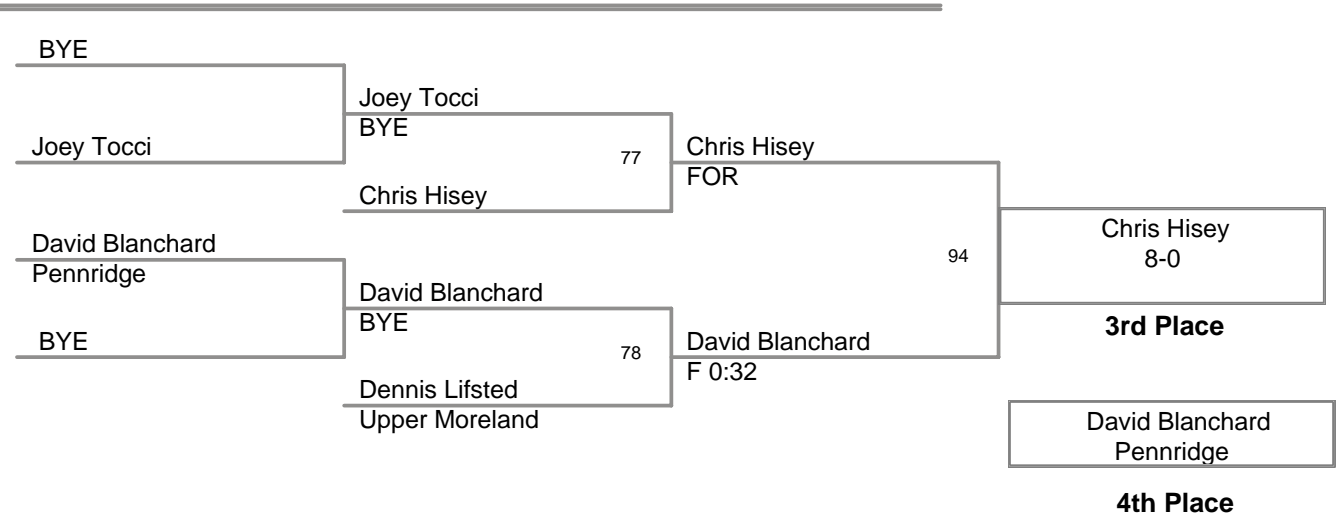 BYE
Joey Tocci
BYE
Joey Tocci
77
Chris Hisey
FOR
Chris Hisey
David Blanchard
Pennridge
94
Chris Hisey
8-0
David Blanchard
BYE
BYE
78
David Blanchard
F 0:32
3rd Place
Dennis Lifsted
Upper Moreland
David Blanchard
Pennridge
4th Place